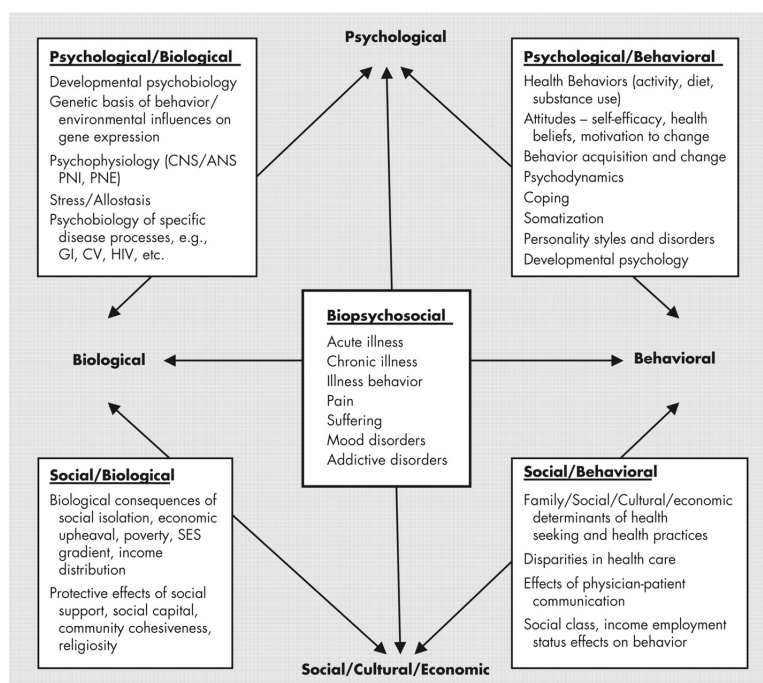 Psychological
Psychological/Biological
Developmental psychobiology
Genetic basis of behavior/
environmental influences on
gene expression
Psychophysiology (CNS/ANS
PNI, PNE)
Stress/Allostasis
Psychobiology of specific
disease processes, e.g.,
GI, CV, HIV, etc.
Psychological/Behavioral
Health Behaviors (activity, diet,
substance use)
Attitudes – self-efficacy, health
beliefs, motivation to change
Behavior acquisition and change
Psychodynamics
Coping
Somatization
Personality styles and disorders
Developmental psychology
Biological
Biopsychosocial
Acute illness
Chronic illness
Illness behavior
Pain
Suffering
Mood disorders
Addictive disorders
Behavioral
Social/Biological
Biological consequences of
social isolation, economic
upheaval, poverty, SES
gradient, income
distribution
Protective effects of social
support, social capital,
community cohesiveness,
religiosity
Social/Behavioral
Family/Social/Cultural/economic
determinants of health
seeking and health practices
Disparities in health care
Effects of physician-patient
communication
Social class, income employment
status effects on behavior
Social/Cultural/Economic